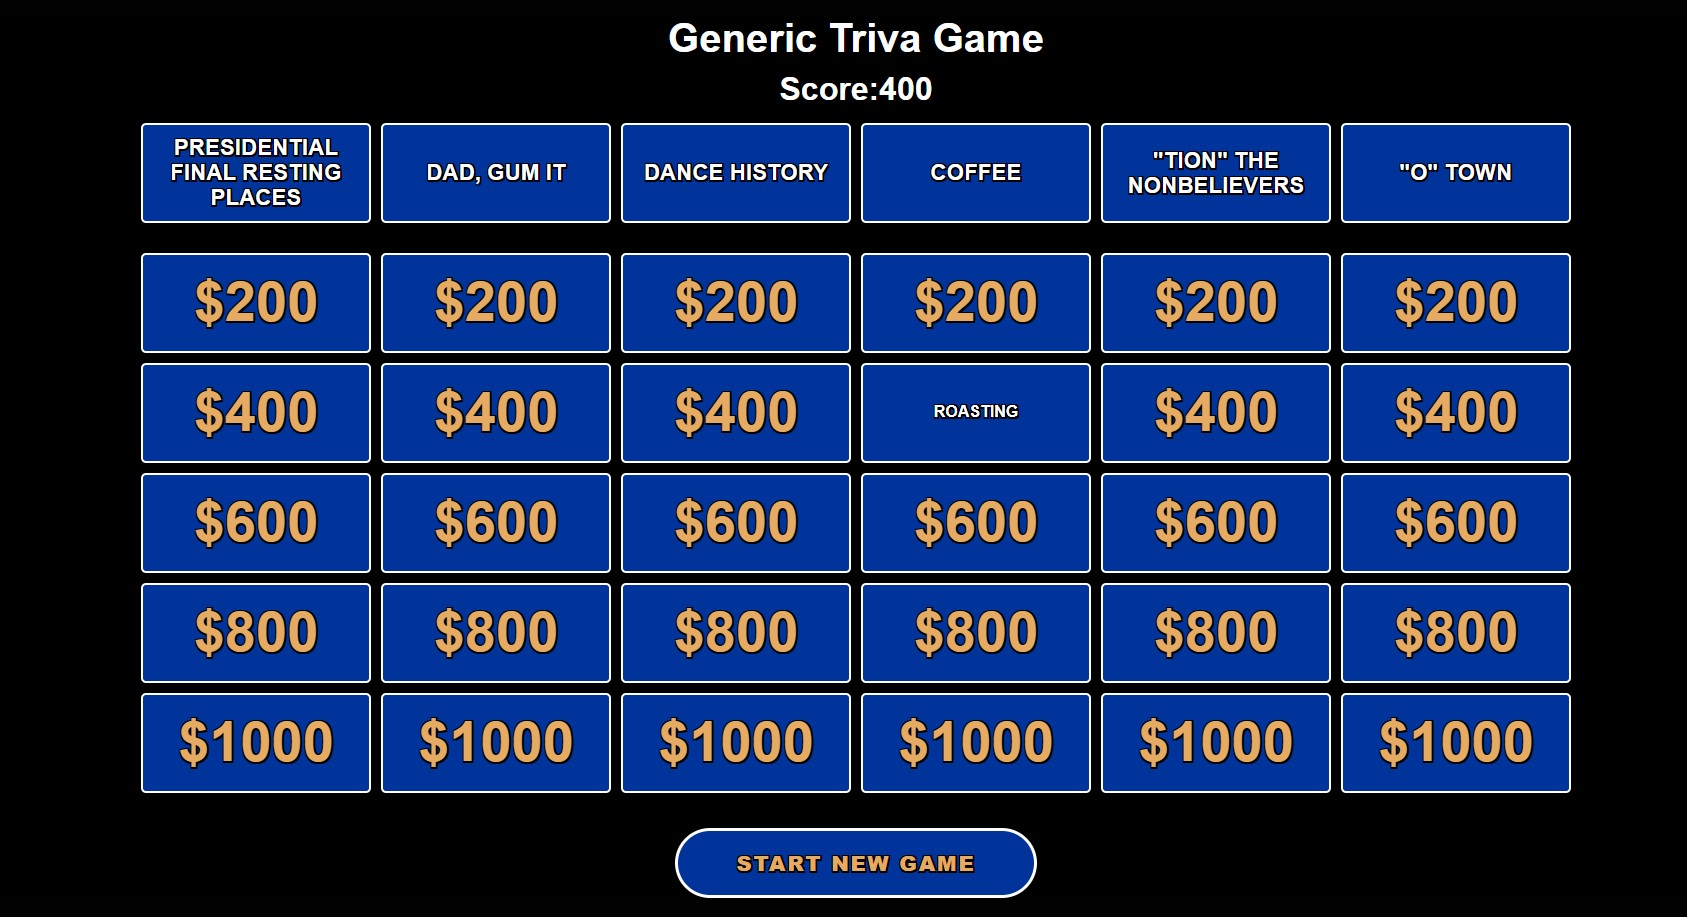 Generic Triva Game
Score:400
PRESIDENTIAL
FINAL RESTING
PLACES
DAD, GUM IT
DANCE HISTORY
COFFEE
"TION" THE
NONBELIEVERS
"O" TOWN
$200 $200 $200 $200 $200 $200
$400 $400 $400 ROASTING $400 $400
$600 $600 $600 $600 $600 $600
$800 $800 $800 $800 $800 $800
$1000 $1000 $1000 $1000 $1000 $1000
START NEW GAME